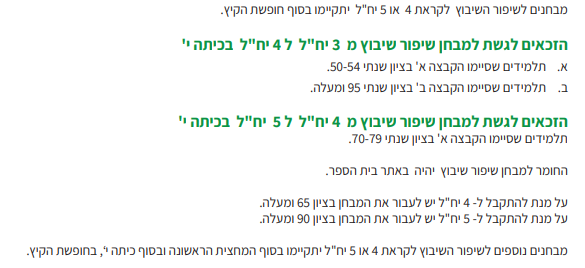 מבחנים לשיפור השיבוץ לקראת 4 או 5 יח"ל יתקיימו בסוף חופשת הקיץ.
הזכאים לגשת למבחן שיפור שיבוץ מ 3 יח"ל ל 4 יח"ל בכיתה י'
א. תלמידים שסיימו הקבצה א' בציון שנתי 50-54.
ב. תלמידים שסיימו הקבצה ב' בציון שנתי 95 ומעלה.
הזכאים לגשת למבחן שיפור שיבוץ מ 4 יח"ל ל 5 יח"ל בכיתה י'
תלמידים שסיימו הקבצה א' בציון שנתי 70-79.
החומר למבחן שיפור שיבוץ יהיה באתר בית הספר.
על מנת להתקבל ל- 4 יח"ל יש לעבור את המבחן בציון 65 ומעלה.
על מנת להתקבל ל- 5 יח"ל יש לעבור את המבחן בציון 90 ומעלה.
מבחנים נוספים לשיפור השיבוץ לקראת 4 או 5 יח"ל יתקיימו בסוף המחצית הראשונה ובסוף כיתה י', בחופשת הקיץ.